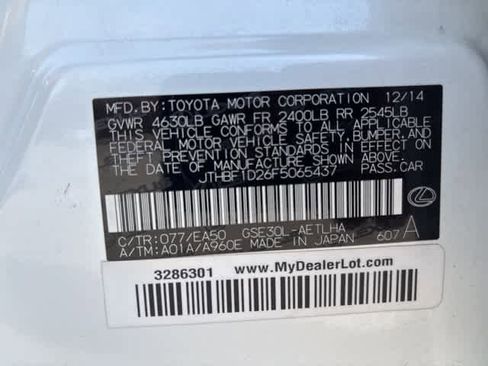 MFD.BY:TOYOTA MOTOR CORPORATION 12/14
GVWR 4630LB GAWR FR 2400LB RR 2545LB
THIS VEHICLE CONFORMS TO ALL APPLICABLE
FEDERAL MOTOR VEHICLE SAFETY, BUMPER, AND
THEFT PREVENTION STANDARDS IN EFFECT ON
THE DATE OF MANUFACTURE SHOWN ABOVE.
JTHBF1D26F5065437 PASS.CAR
C/TR:077/EA50 GSE30L-AETLHA
A/TM:A01A/A960E MADE IN JAPAN 607A
3286301 www.MyDealerLot.com